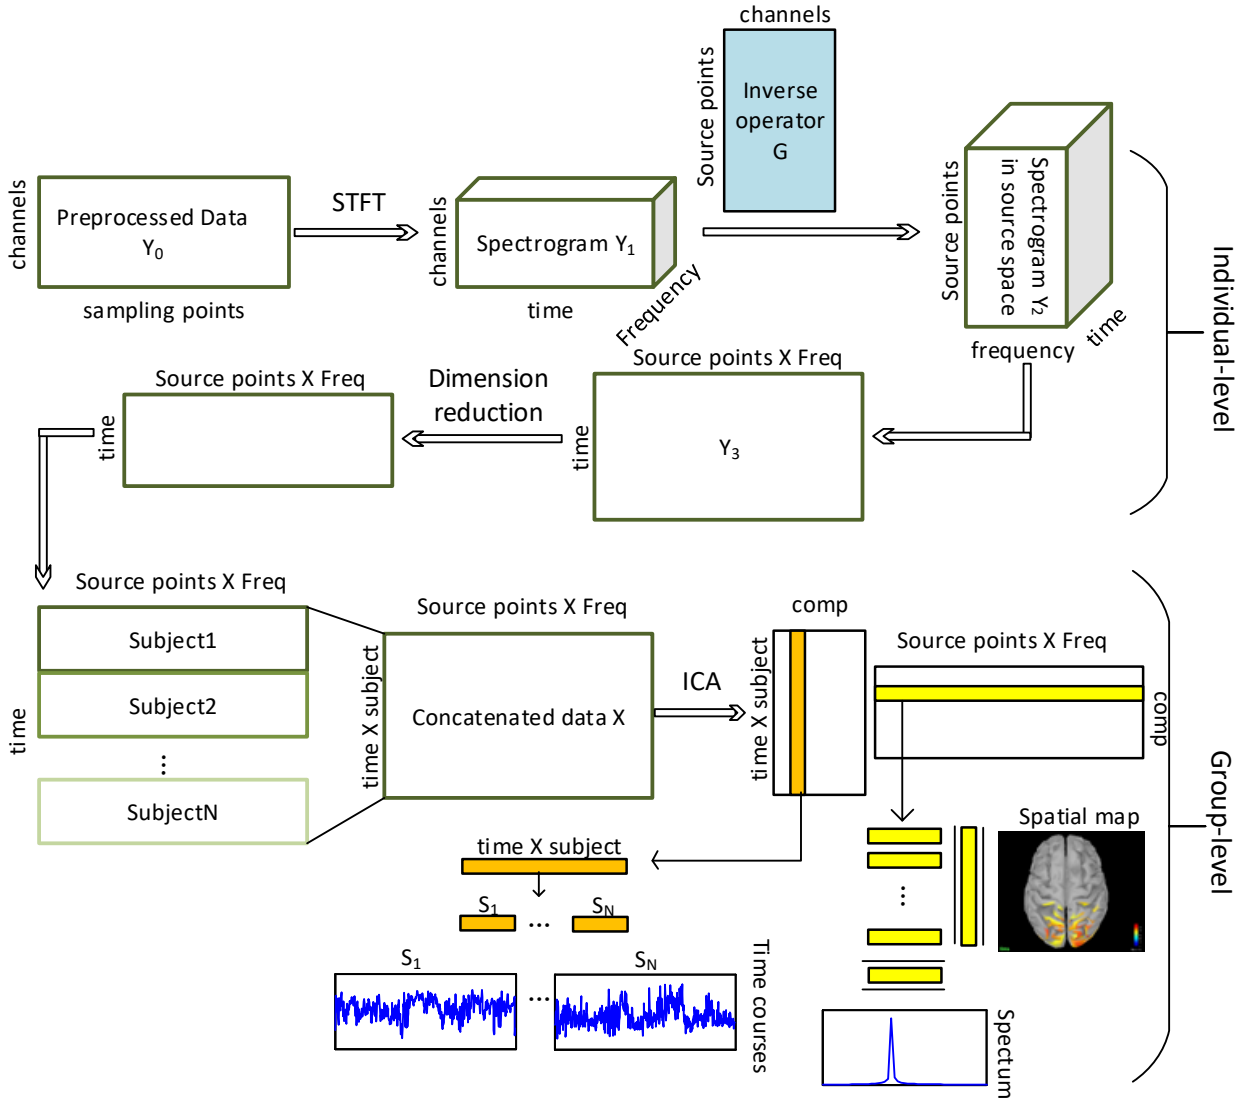 channels
Source points
Inverse
operator
G
channels
Preprocessed Data
Y0
sampling points
STFT
channels
Spectrogram Y1
time
Frequency
Source points
Spectrogram Y2
in source space
frequency
time
Individual-level
Source points X Freq
time
Y3
Dimension
reduction
Source points X Freq
time
Source points X Freq
time
Subject1
Subject2
⋮
SubjectN
Source points X Freq
time X subject
Concatenated data X
ICA
comp
time X subject
Source points X Freq
comp
Group-level
time X subject
S1 ... SN
S1 ... SN
Time courses
⋮
Spatial map
Spectum